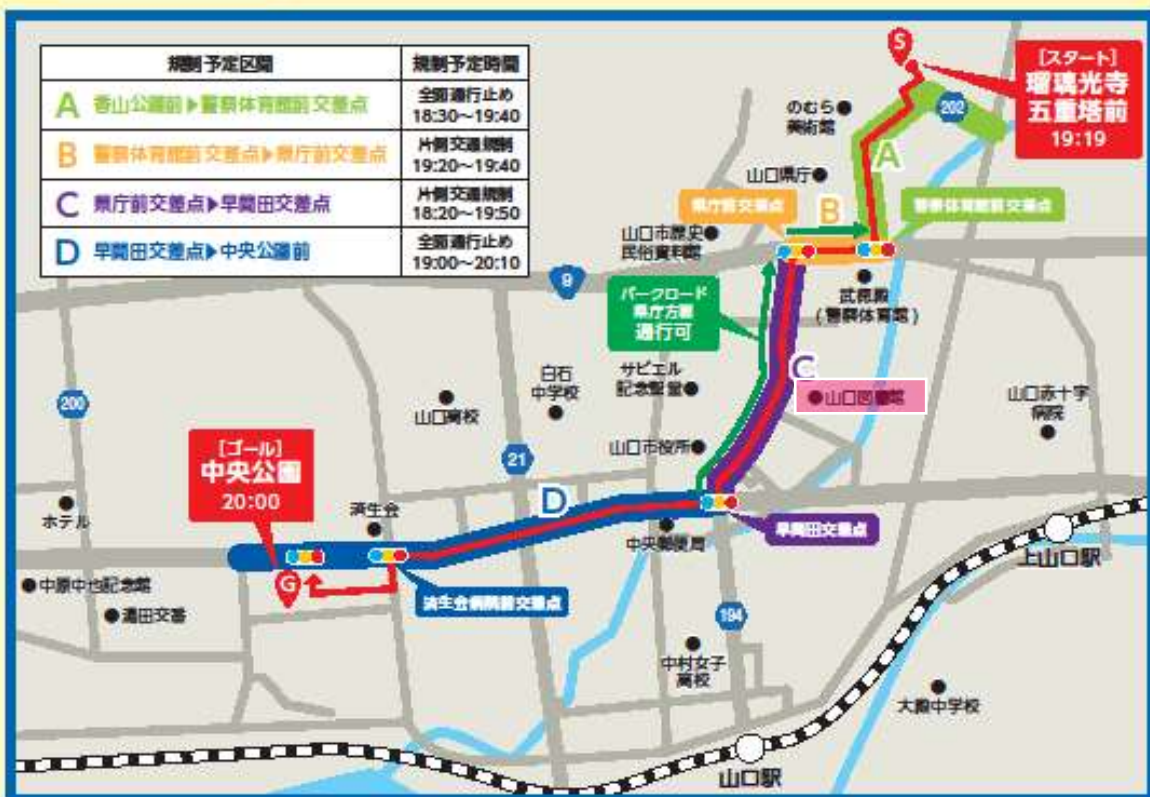 規制予定区間
規制予定時間
A 香山公園前▶警察体育館前交差点
全面通行止め
18:30〜19:40
B 警察体育館前交差点▶県庁前交差点
片側交通規制
19:20〜19:40
C 県庁前交差点▶早間田交差点
片側交通規制
18:20〜19:50
D 早間田交差点▶中央公園前
全面通行止め
19:00〜20:10
S
[スタート]
瑠璃光寺
五重塔前
19:19
のむら
美術館
202
A
山口県庁
県庁前交差点
B
警察体育館前交差点
山口市歴史
民俗資料館
9
武徳殿
(警察体育館)
パークロード
県庁方面
通行可
C
サビエル
記念聖堂
白石
中学校
山口図書館
山口赤十字
病院
200
山口高校
[ゴール]
中央公園
20:00
21
山口市役所
D
ホテル
済生会
中央郵便局
早間田交差点
上山口駅
中原中也記念館
G
湯田交番
済生会病院前交差点
194
中村女子
高校
大殿中学校
山口駅